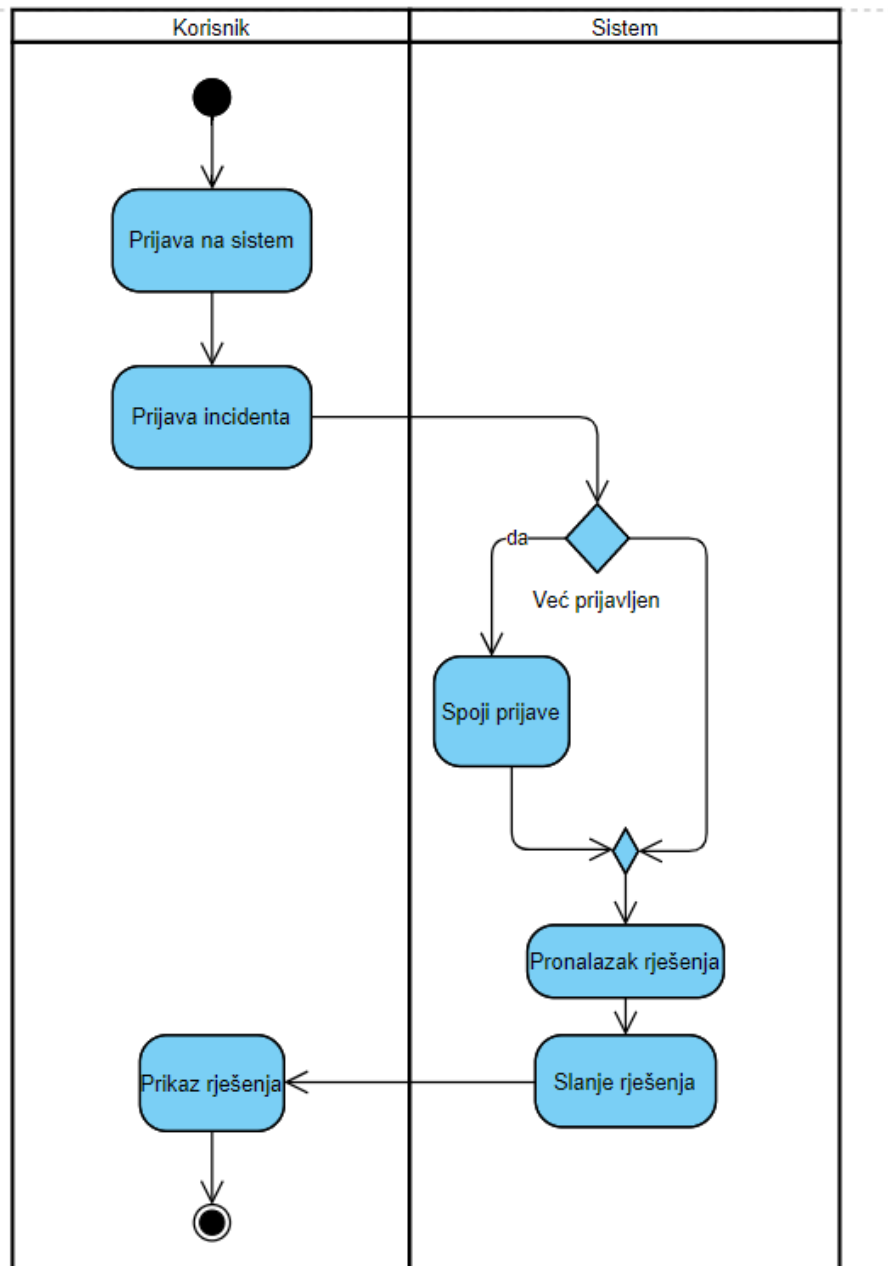 Korisnik
Sistem
Prijava na sistem
Prijava incidenta
da
Već prijavljen
Spoji prijave
Pronalazak rješenja
Slanje rješenja
Prikaz rješenja